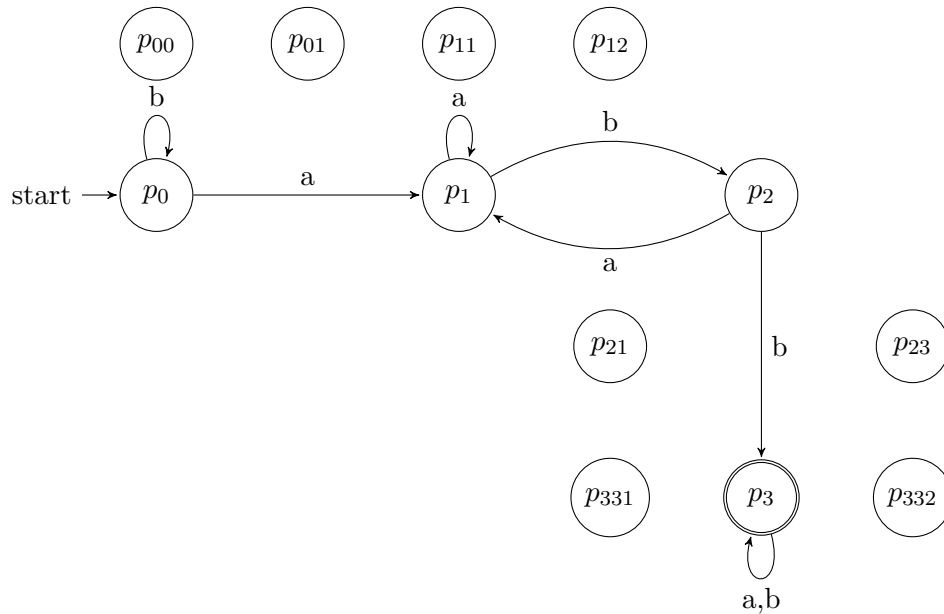 p₀₀ p₀₁ p₁₁ p₁₂
b a
b
start p₀ a p₁ p₂
a
p₂₁ b p₂₃
p₃₃₁ p₃ p₃₃₂
a,b